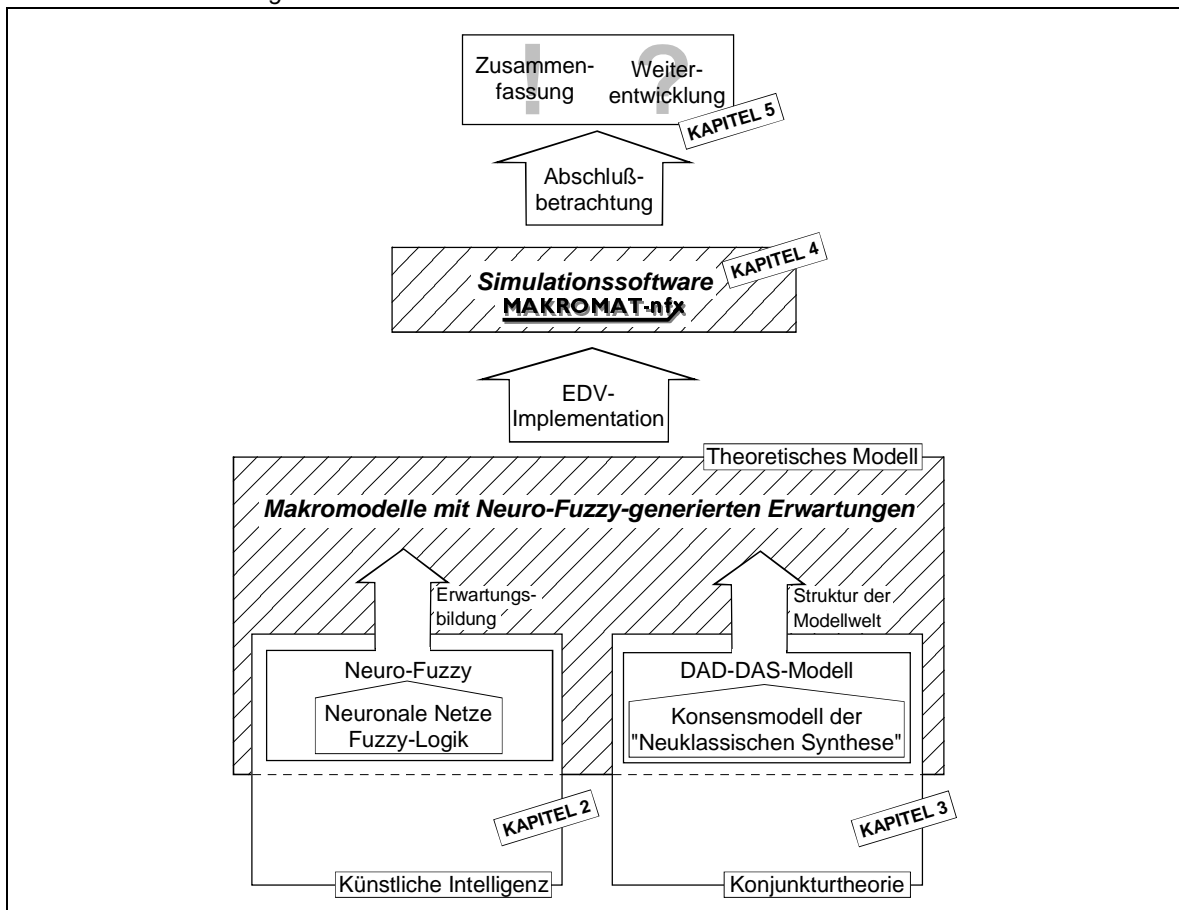 !
?
Zusammen-
fassung
Weiter-
entwicklung
KAPITEL 5
Abschluß-
betrachtung
KAPITEL 4
Simulationssoftware
MAKROMAT-nfx
EDV-
Implementation
Theoretisches Modell
Makromodelle mit Neuro-Fuzzy-generierten Erwartungen
Erwartungs-
bildung
Struktur der
Modellwelt
Neuro-Fuzzy
Neuronale Netze
Fuzzy-Logik
DAD-DAS-Modell
Konsensmodell der
"Neuklassischen Synthese"
KAPITEL 2
KAPITEL 3
Künstliche Intelligenz
Konjunkturtheorie